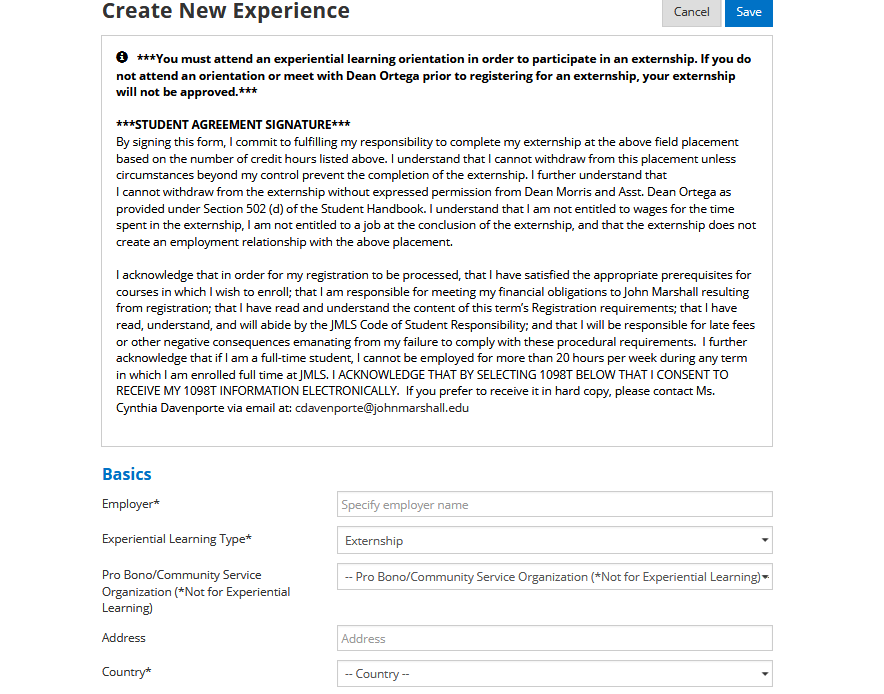 Create New Experience
Cancel
Save
***You must attend an experiential learning orientation in order to participate in an externship. If you do
not attend an orientation or meet with Dean Ortega prior to registering for an externship, your externship
will not be approved.***
***STUDENT AGREEMENT SIGNATURE***
By signing this form, I commit to fulfilling my responsibility to complete my externship at the above field placement
based on the number of credit hours listed above. I understand that I cannot withdraw from this placement unless
circumstances beyond my control prevent the completion of the externship. I further understand that
I cannot withdraw from the externship without expressed permission from Dean Morris and Asst. Dean Ortega as
provided under Section 502 (d) of the Student Handbook. I understand that I am not entitled to wages for the time
spent in the externship, I am not entitled to a job at the conclusion of the externship, and that the externship does not
create an employment relationship with the above placement.
I acknowledge that in order for my registration to be processed, that I have satisfied the appropriate prerequisites for
courses in which I wish to enroll; that I am responsible for meeting my financial obligations to John Marshall resulting
from registration; that I have read and understand the content of this term's Registration requirements; that I have
read, understand, and will abide by the JMLS Code of Student Responsibility; and that I will be responsible for late fees
or other negative consequences emanating from my failure to comply with these procedural requirements. I further
acknowledge that if I am a full-time student, I cannot be employed for more than 20 hours per week during any term
in which I am enrolled full time at JMLS. I ACKNOWLEDGE THAT BY SELECTING 1098T BELOW THAT I CONSENT TO
RECEIVE MY 1098T INFORMATION ELECTRONICALLY. If you prefer to receive it in hard copy, please contact Ms.
Cynthia Davenporte via email at: cdavenporte@johnmarshall.edu
Basics
Employer*
Specify employer name
Experiential Learning Type*
Externship
Pro Bono/Community Service
Organization (*Not for Experiential
Learning)
-- Pro Bono/Community Service Organization (*Not for Experiential Learning)
Address
Address
Country*
-- Country --